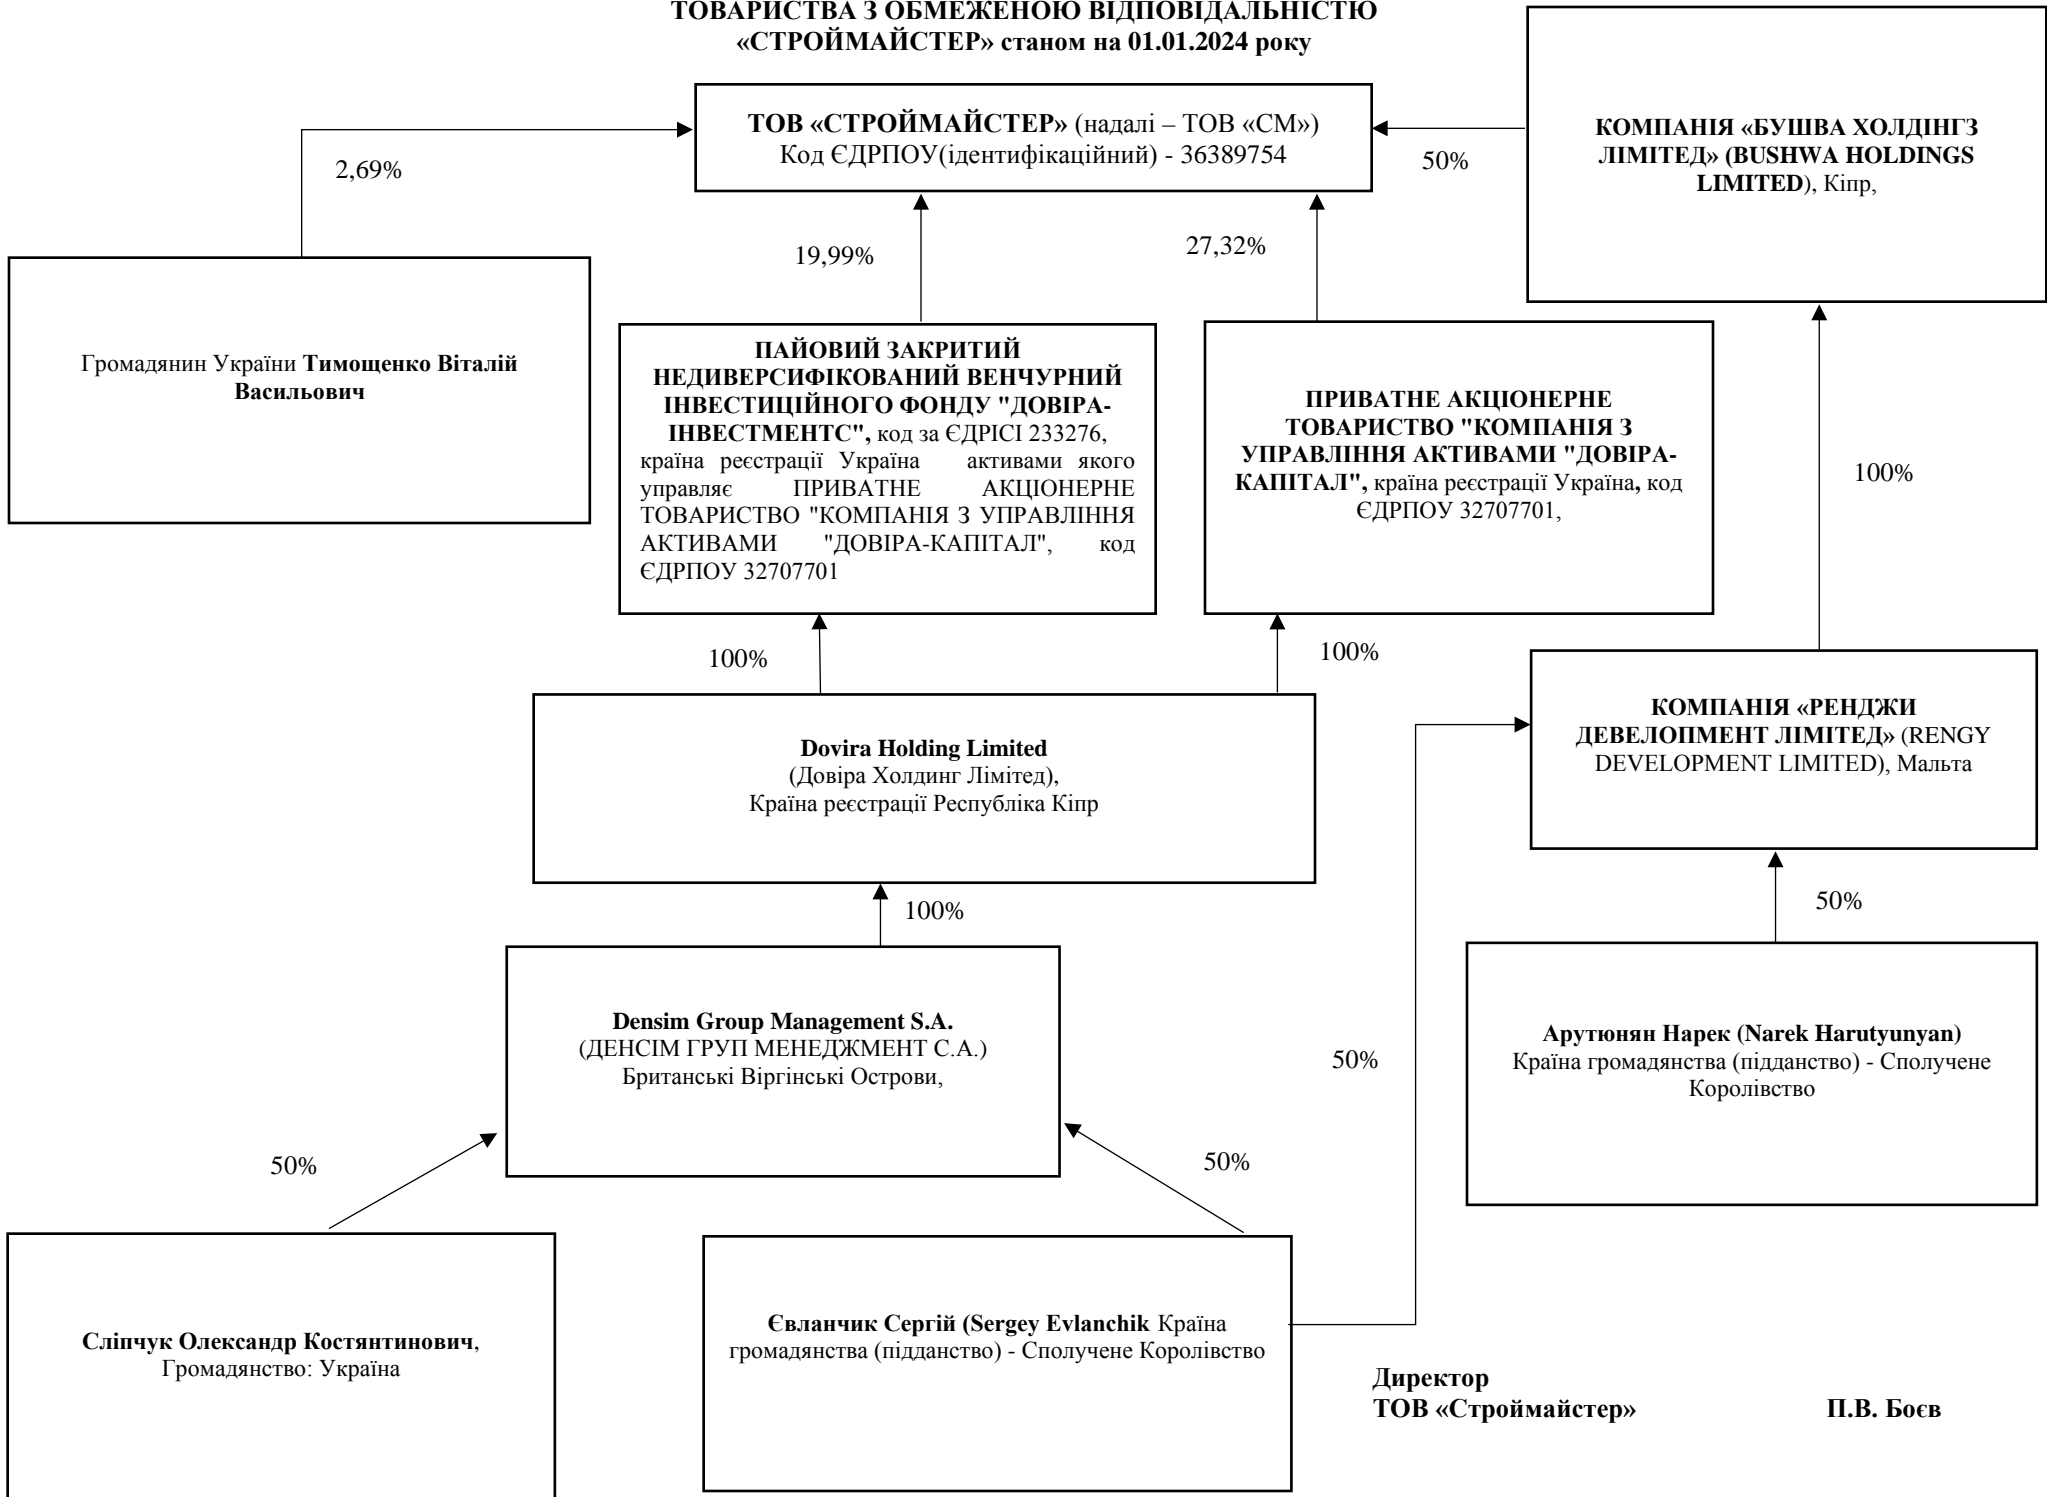 ТОВАРИСТВА З ОБМЕЖЕНОЮ ВІДПОВІДАЛЬНІСТЮ
«СТРОЙМАЙСТЕР» станом на 01.01.2024 року
ТОВ «СТРОЙМАЙСТЕР» (надалі – ТОВ «СМ»)
Код ЄДРПОУ(ідентифікаційний) - 36389754
КОМПАНІЯ «БУШВА ХОЛДІНГЗ
ЛІМІТЕД» (BUSHWA HOLDINGS
LIMITED), Кіпр,
2,69%
50%
19,99%
27,32%
Громадянин України Тимощенко Віталій
Васильович
ПАЙОВИЙ ЗАКРИТИЙ
НЕДИВЕРСИФІКОВАНИЙ ВЕНЧУРНИЙ
ІНВЕСТИЦІЙНОГО ФОНДУ "ДОВІРА-
ІНВЕСТМЕНТС", код за ЄДРІСІ 233276,
країна реєстрації Україна активами якого
управляє ПРИВАТНЕ АКЦІОНЕРНЕ
ТОВАРИСТВО "КОМПАНІЯ З УПРАВЛІННЯ
АКТИВАМИ "ДОВІРА-КАПІТАЛ", код
ЄДРПОУ 32707701
ПРИВАТНЕ АКЦІОНЕРНЕ
ТОВАРИСТВО "КОМПАНІЯ З
УПРАВЛІННЯ АКТИВАМИ "ДОВІРА-
КАПІТАЛ", країна реєстрації Україна, код
ЄДРПОУ 32707701,
100%
100%
100%
Dovira Holding Limited
(Довіра Холдинг Лімітед),
Країна реєстрації Республіка Кіпр
КОМПАНІЯ «РЕНДЖИ
ДЕВЕЛОПМЕНТ ЛІМІТЕД» (RENGY
DEVELOPMENT LIMITED), Мальта
100%
50%
Densim Group Management S.A.
(ДЕНСІМ ГРУП МЕНЕДЖМЕНТ С.А.)
Британські Віргінські Острови,
50%
Арутюнян Нарек (Narek Harutyunyan)
Країна громадянства (підданство) - Сполучене
Королівство
50%
50%
Сліпчук Олександр Костянтинович,
Громадянство: Україна
Євланчик Сергій (Sergey Evlanchik Країна
громадянства (підданство) - Сполучене Королівство
Директор
ТОВ «Строймайстер» П.В. Боєв